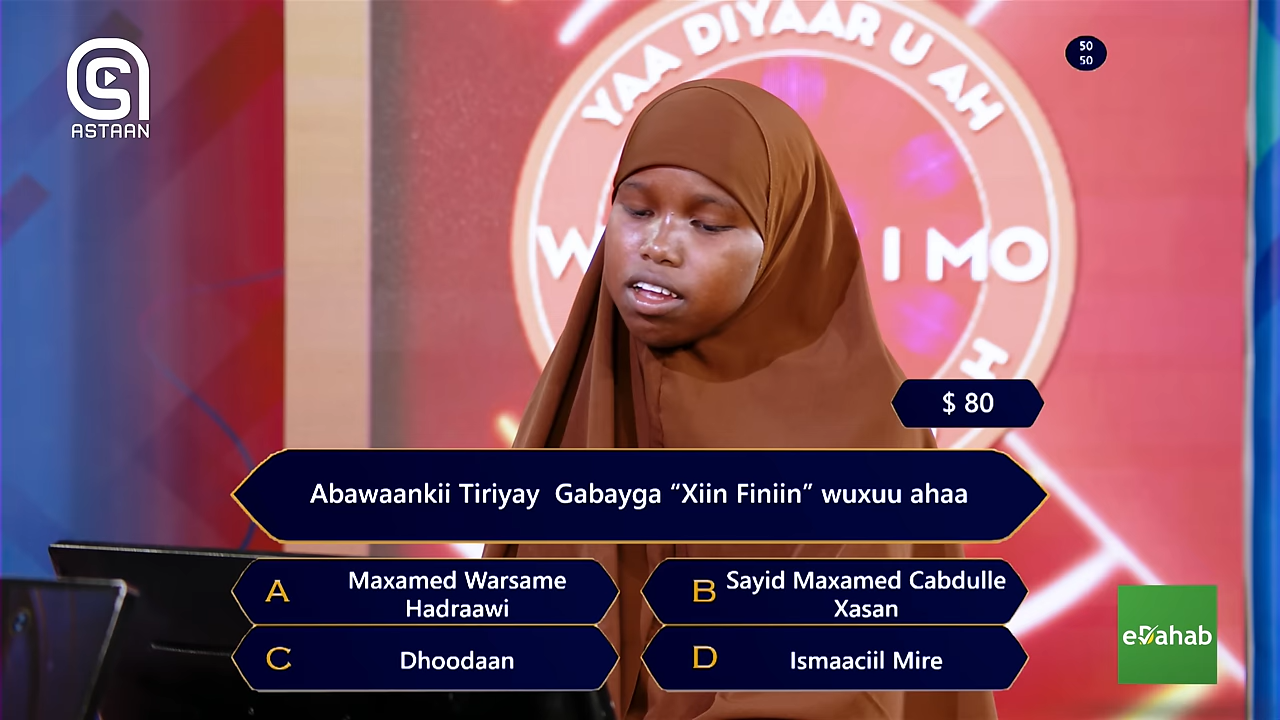 YAA DIYAAR U AH
50
50
ASTAAN
W I MO
H
$ 80
Abawaankii Tiriyay Gabayga “Xiin Finiin” wuxuu ahaa
A Maxamed Warsame
Hadraawi
B Sayid Maxamed Cabdulle
Xasan
C Dhoodaan
D Ismaaciil Mire
eDahab